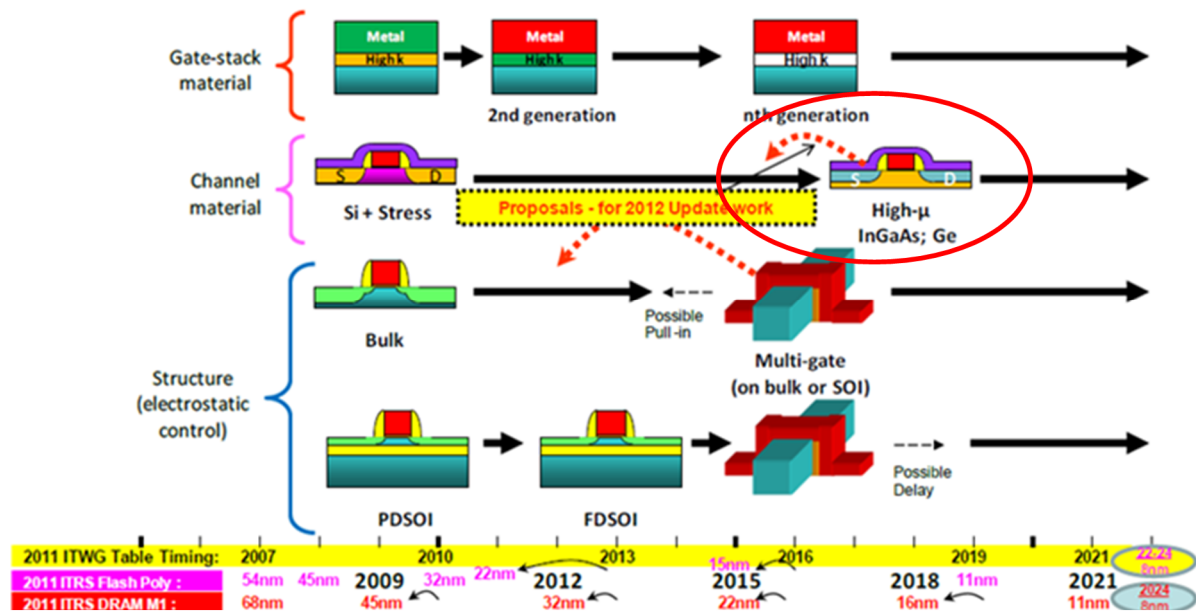 Metal
High k
Metal
High k
Metal
High k
Gate-stack
material
2nd generation
nth generation
S
D
S
D
Channel
material
Si + Stress
Proposals - for 2012 Update work
High-μ
InGaAs; Ge
Possible
Pull -in
Bulk
Multi-gate
(on bulk or SOI)
Structure
(electrostatic
control)
Possible
Delay
PDSOI
FDSOI
2011 ITWG Table Timing: 2007 2010 2013 2016 2019 2021 22-24
2011 ITRS Flash Poly : 54nm 45nm 2009 32nm 22nm 2012 15nm 2015 2018 11nm 2021 8nm
2011 ITRS DRAM M1 : 68nm 45nm 32nm 22nm 16nm 11nm 2024
8nm